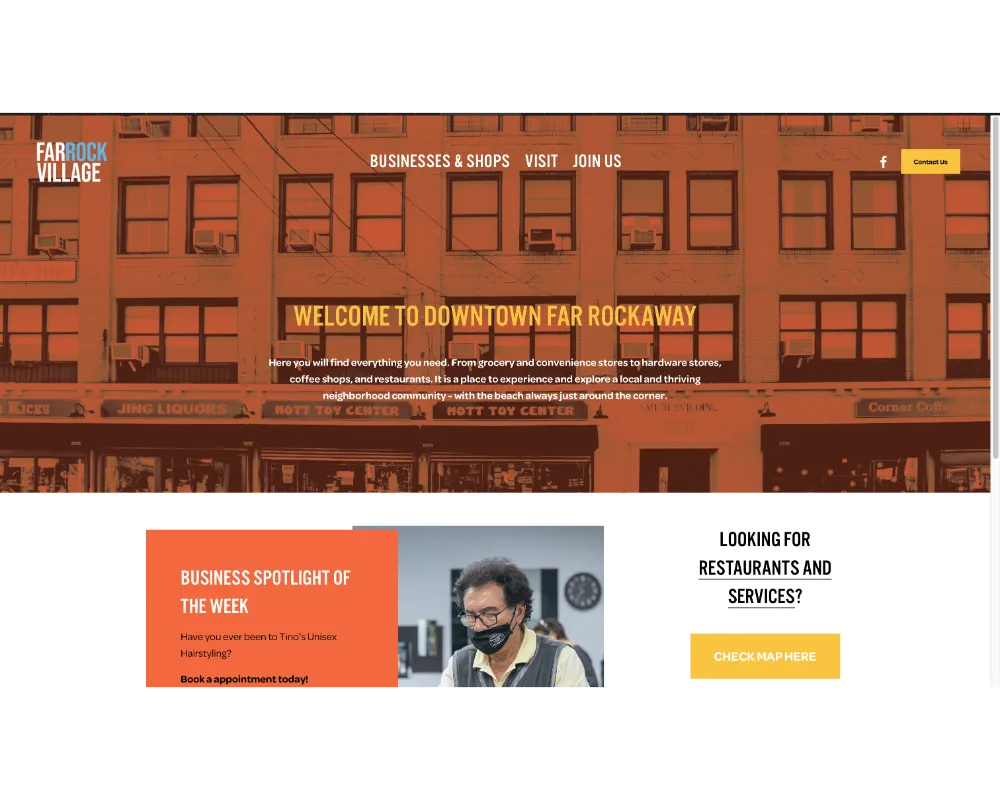 FARROCK
VILLAGE
BUSINESSES & SHOPS VISIT JOIN US
Contact Us
WELCOME TO DOWNTOWN FAR ROCKAWAY
Here you will find everything you need. From grocery and convenience stores to hardware stores,
coffee shops, and restaurants. It is a place to experience and explore a local and thriving
neighborhood community - with the beach always just around the corner.
KICKS
JING LIQUORS
MOTT TOY CENTER
MOTT TOY CENTER
Corner Coff
BUSINESS SPOTLIGHT OF
THE WEEK
Have you ever been to Tino's Unisex
Hairstyling?
Book a appointment today!
LOOKING FOR
RESTAURANTS AND
SERVICES?
CHECK MAP HERE